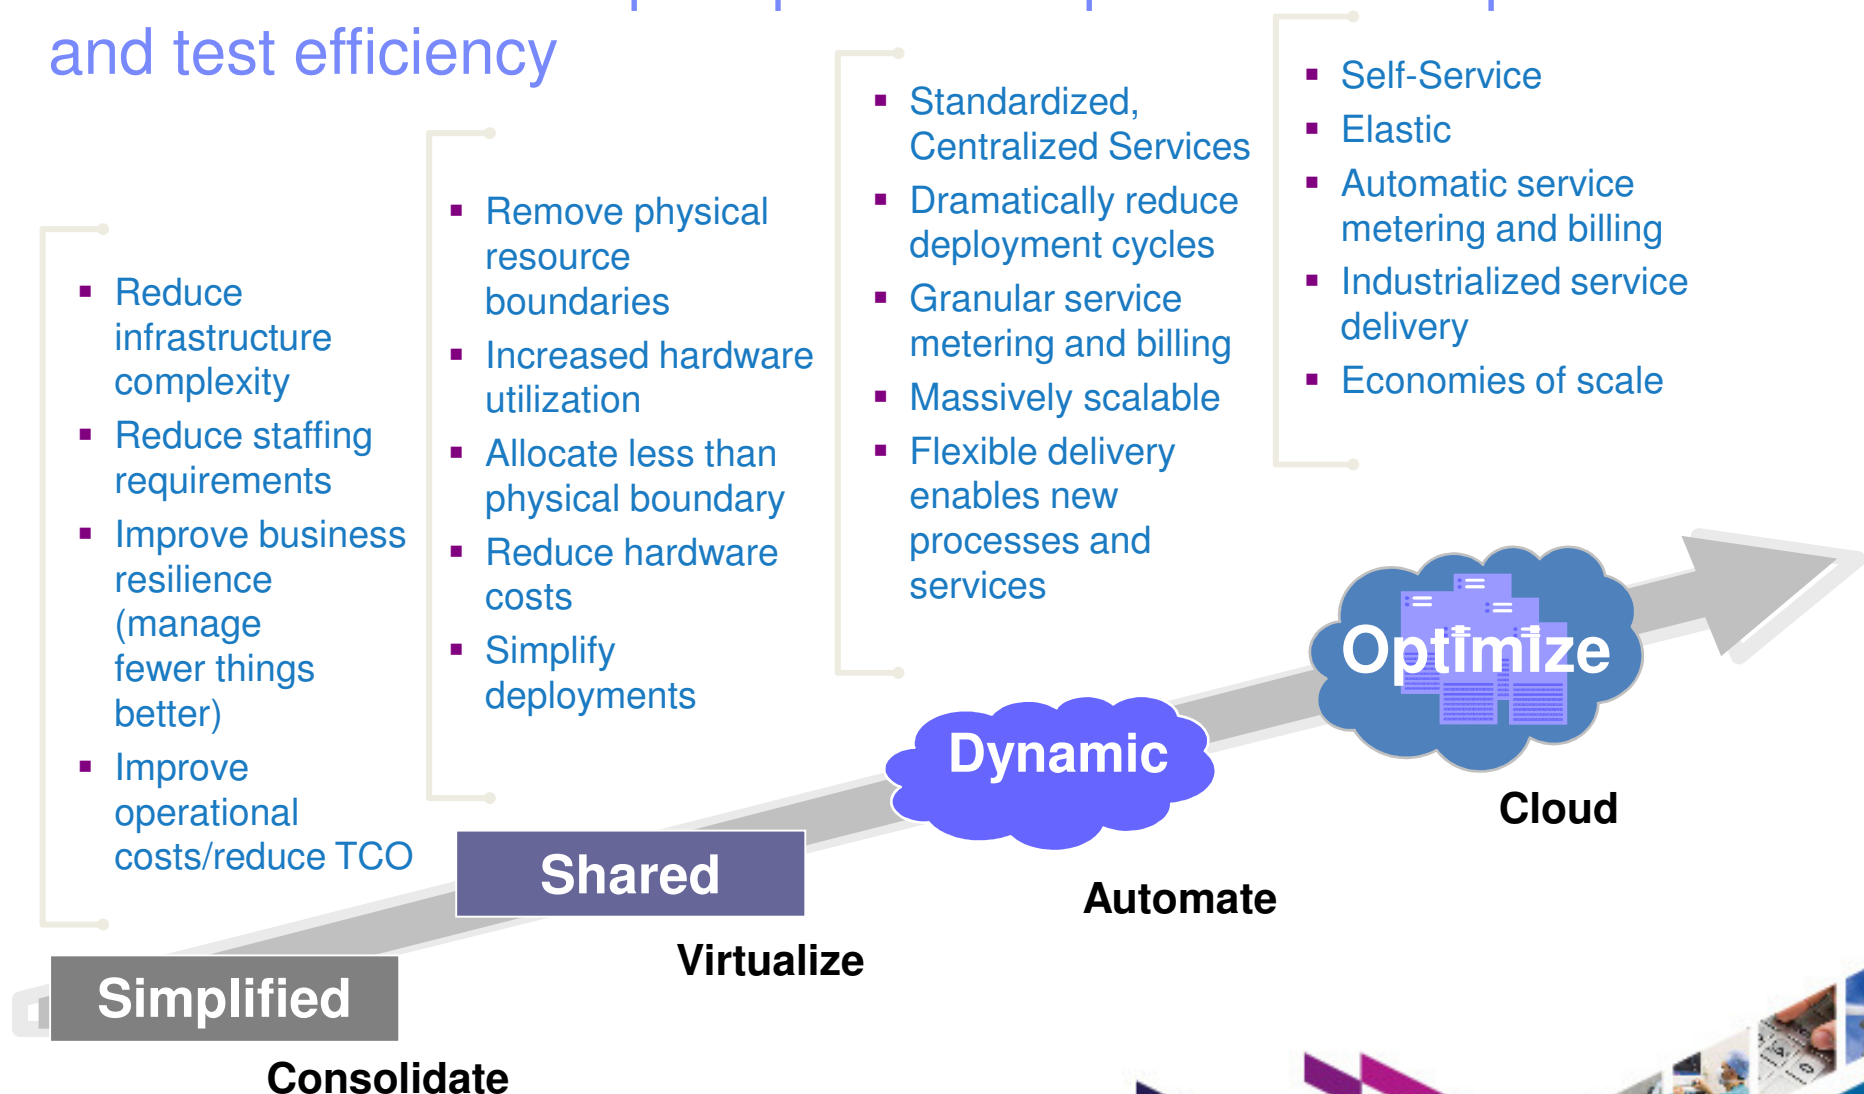 and test efficiency
Reduce
infrastructure
complexity
Reduce staffing
requirements
Improve business
resilience
(manage
fewer things
better)
Improve
operational
costs/reduce TCO
Remove physical
resource
boundaries
Increased hardware
utilization
Allocate less than
physical boundary
Reduce hardware
costs
Simplify
deployments
Standardized,
Centralized Services
Dramatically reduce
deployment cycles
Granular service
metering and billing
Massively scalable
Flexible delivery
enables new
processes and
services
Self-Service
Elastic
Automatic service
metering and billing
Industrialized service
delivery
Economies of scale
Simplified
Consolidate
Shared
Virtualize
Dynamic
Automate
Optimize
Cloud